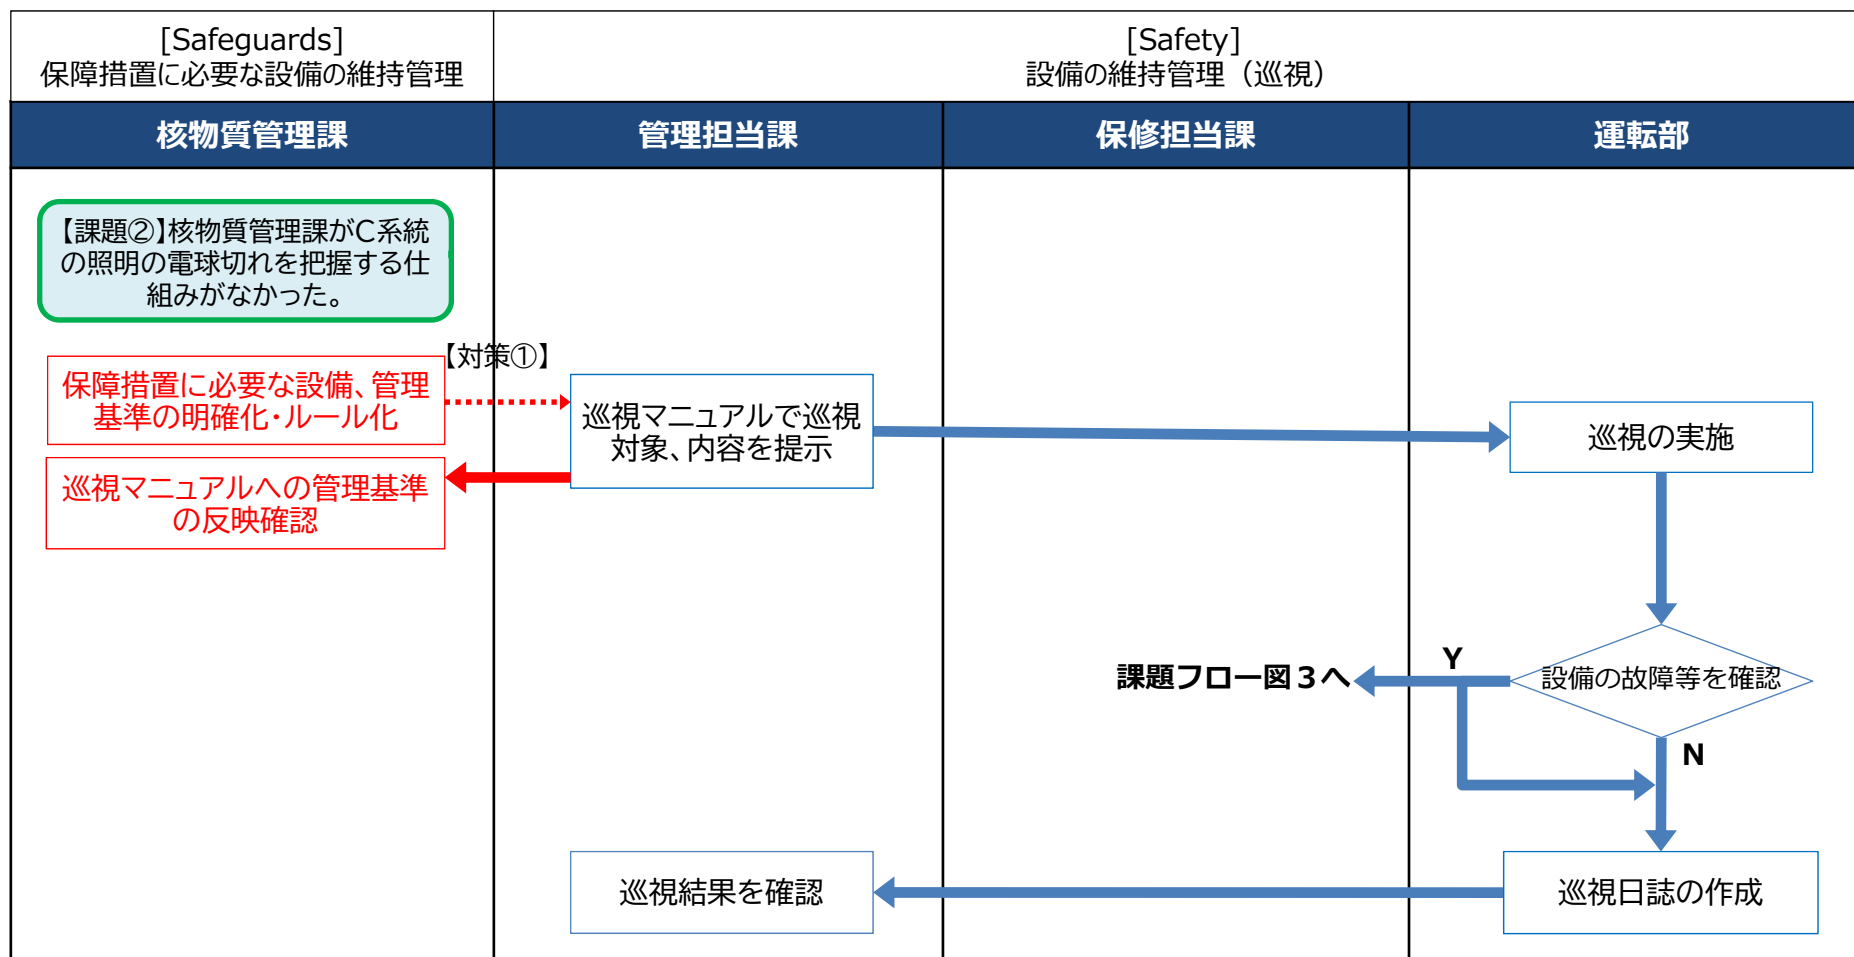 [Safeguards]
保障措置に必要な設備の維持管理
[Safety]
設備の維持管理（巡視）
核物質管理課
管理担当課
保修担当課
運転部
【課題②】核物質管理課がC系統
の照明の電球切れを把握する仕
組みがなかった。
【対策①】
保障措置に必要な設備、管理
基準の明確化・ルール化
巡視マニュアルで巡視
対象、内容を提示
巡視の実施
巡視マニュアルへの管理基準
の反映確認
Y
課題フロー図３へ
設備の故障等を確認
N
巡視結果を確認
巡視日誌の作成